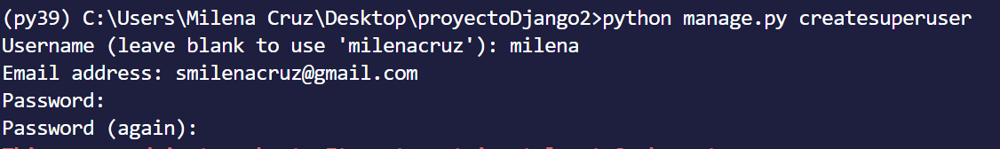 (py39) C:\Users\Milena Cruz\Desktop\proyectoDjango2>python manage.py createsuperuser
Username (leave blank to use 'milenacruz'): milena
Email address: smilenacruz@gmail.com
Password:
Password (again):